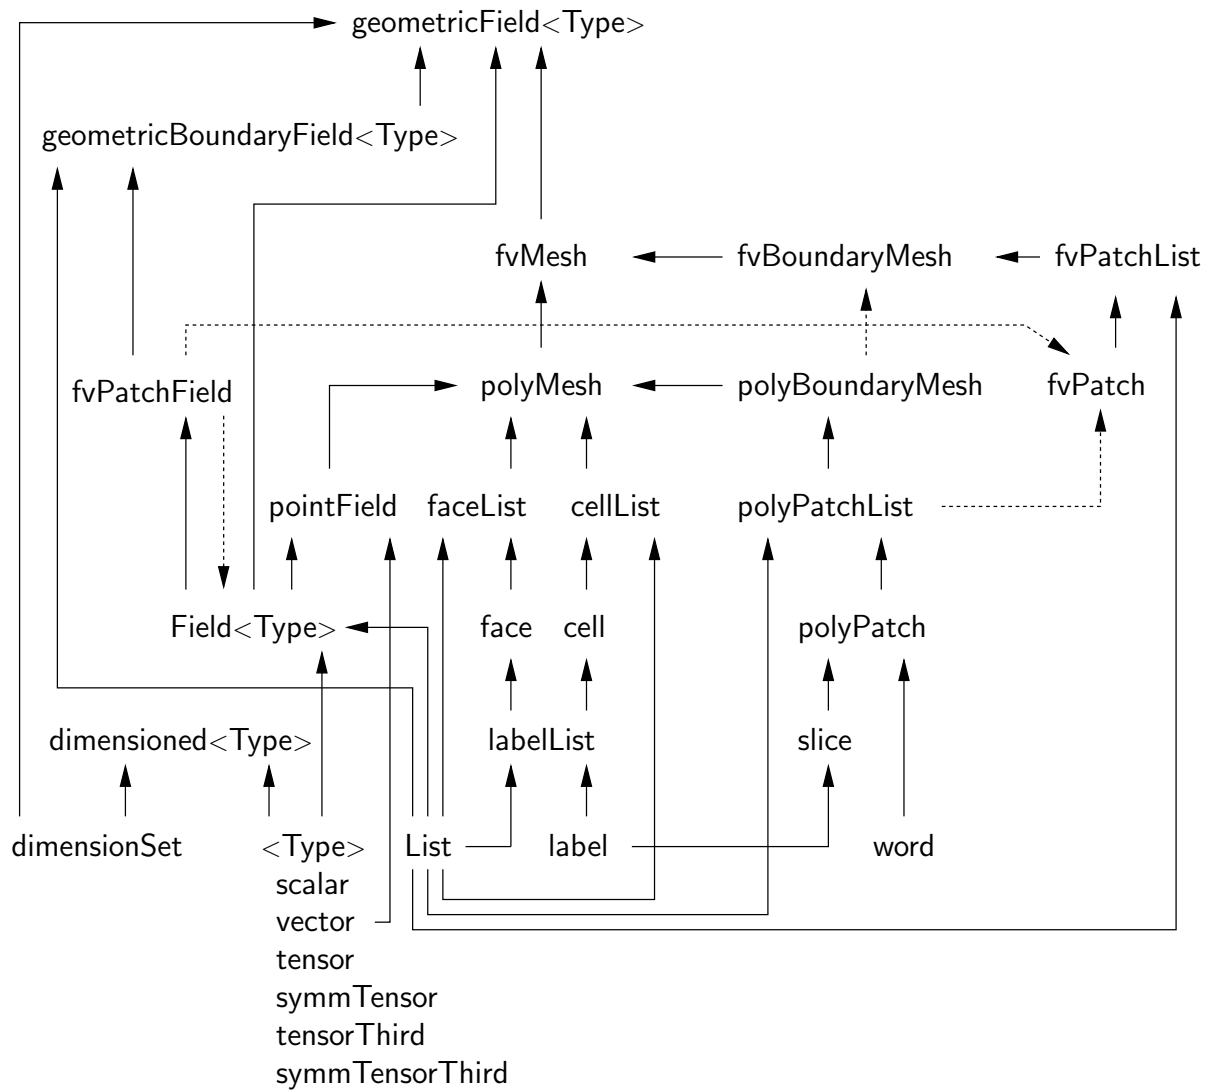 geometricField<Type>
geometricBoundaryField<Type>
fvMesh fvBoundaryMesh fvPatchList
fvPatchField polyMesh polyBoundaryMesh fvPatch
pointField faceList cellList polyPatchList
Field<Type> face cell polyPatch
dimensioned<Type> labelList slice
dimensionSet <Type> List label word
scalar
vector
tensor
symmTensor
tensorThird
symmTensorThird